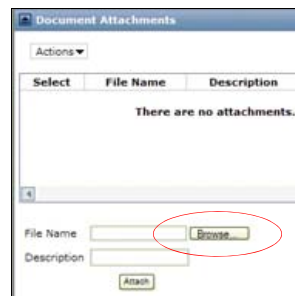 Document Attachments
Actions
Select File Name Description
There are no attachments.
File Name Browse...
Description
Attach